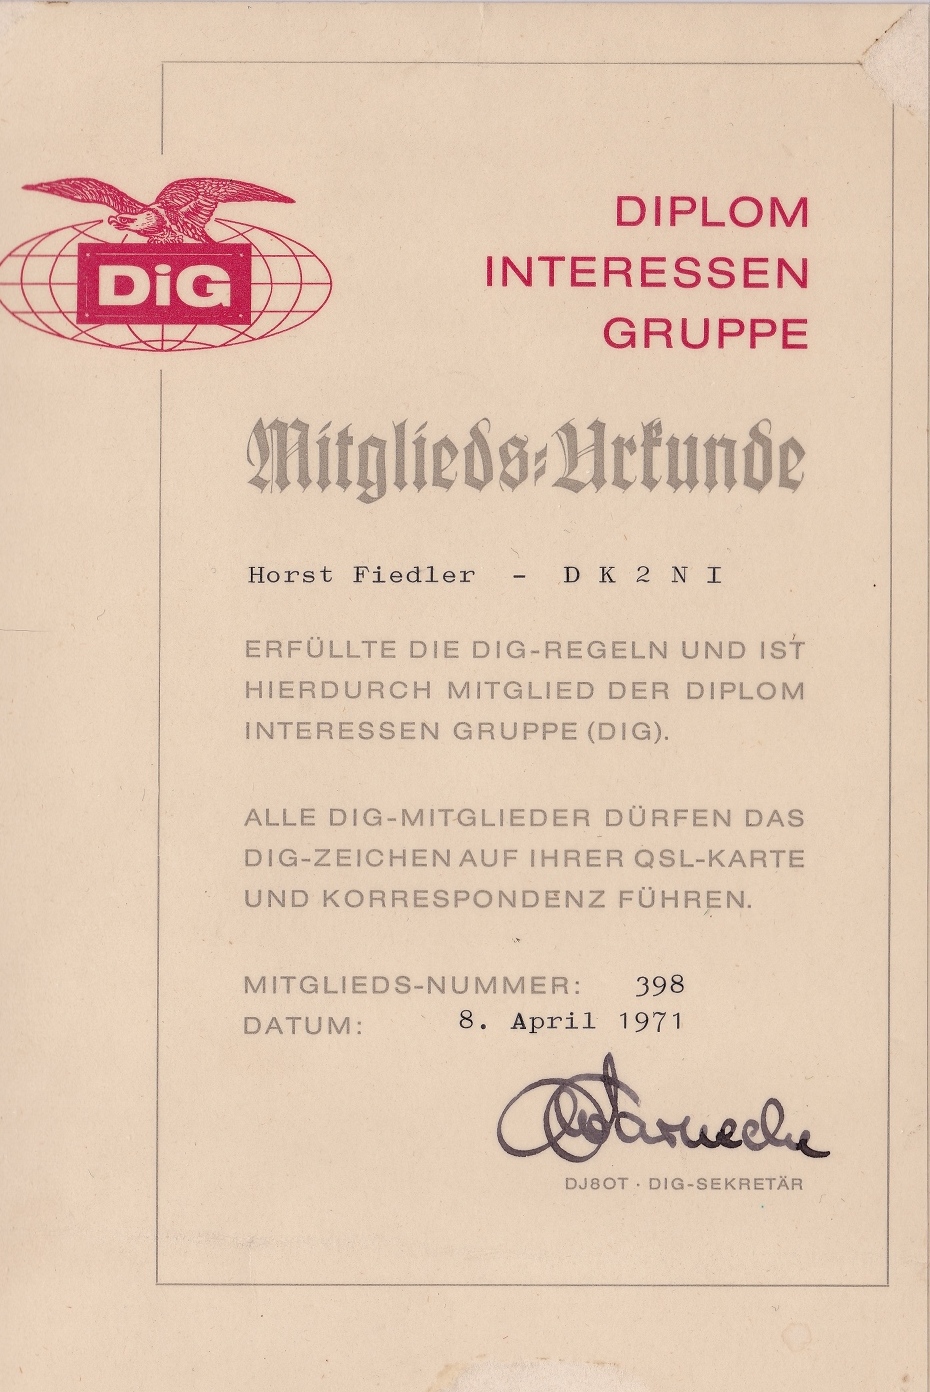 DiG
DIPLOM
INTERESSEN
GRUPPE
Mitglieds=Urkunde
Horst Fiedler - D K 2 N I
ERFÜLLTE DIE DIG-REGELN UND IST
HIERDURCH MITGLIED DER DIPLOM
INTERESSEN GRUPPE (DIG).
ALLE DIG-MITGLIEDER DÜRFEN DAS
DIG-ZEICHEN AUF IHRER QSL-KARTE
UND KORRESPONDENZ FÜHREN.
MITGLIEDS-NUMMER: 398
DATUM: 8. April 1971
DJ8OT · DIG-SEKRETÄR